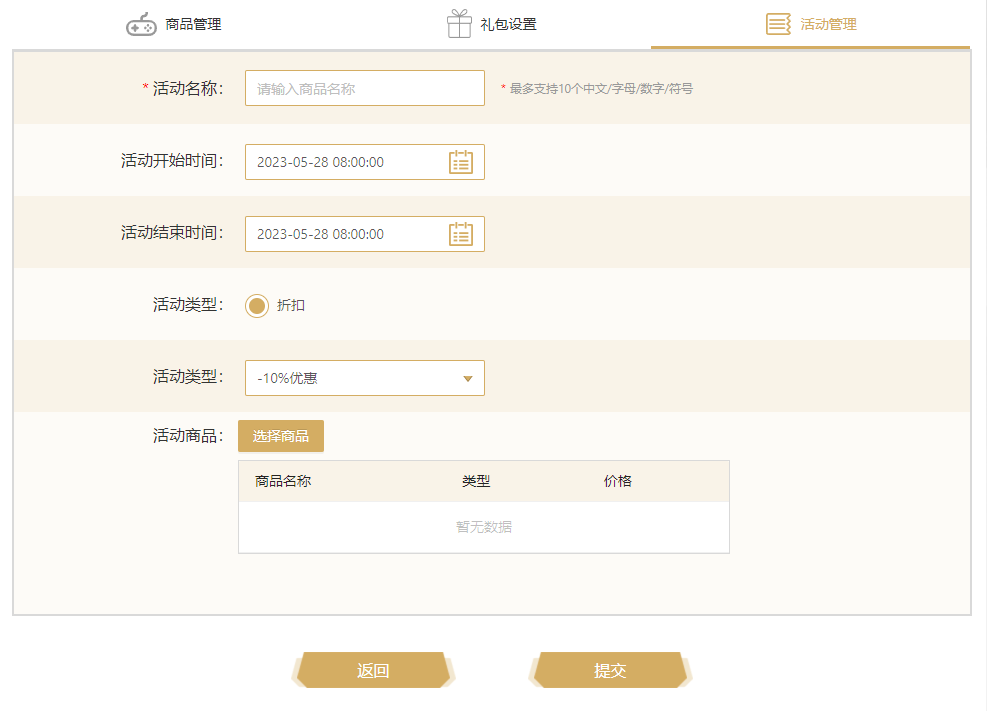 商品管理 礼包设置 活动管理
* 活动名称： 请输入商品名称 * 最多支持10个中文/字母/数字/符号
活动开始时间： 2023-05-28 08:00:00
活动结束时间： 2023-05-28 08:00:00
活动类型： 折扣
活动类型： -10%优惠
活动商品： 选择商品
商品名称 类型 价格
暂无数据
返回 提交